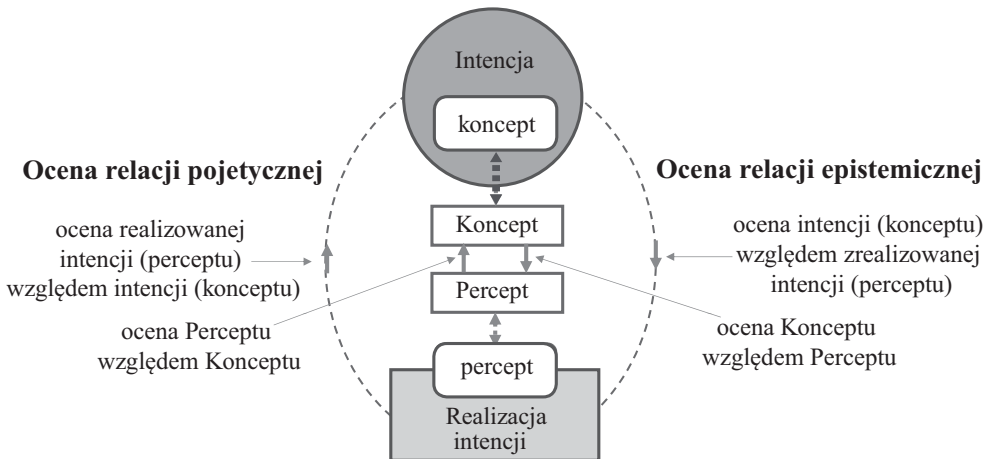 Intencja
koncept
Ocena relacji pojetycznej
Ocena relacji epistemicznej
ocena realizowanej
intencji (perceptu)
względem intencji (konceptu)
Koncept
ocena intencji (konceptu)
względem zrealizowanej
intencji (perceptu)
Percept
ocena Perceptu
względem Konceptu
ocena Konceptu
względem Perceptu
percept
Realizacja
intencji